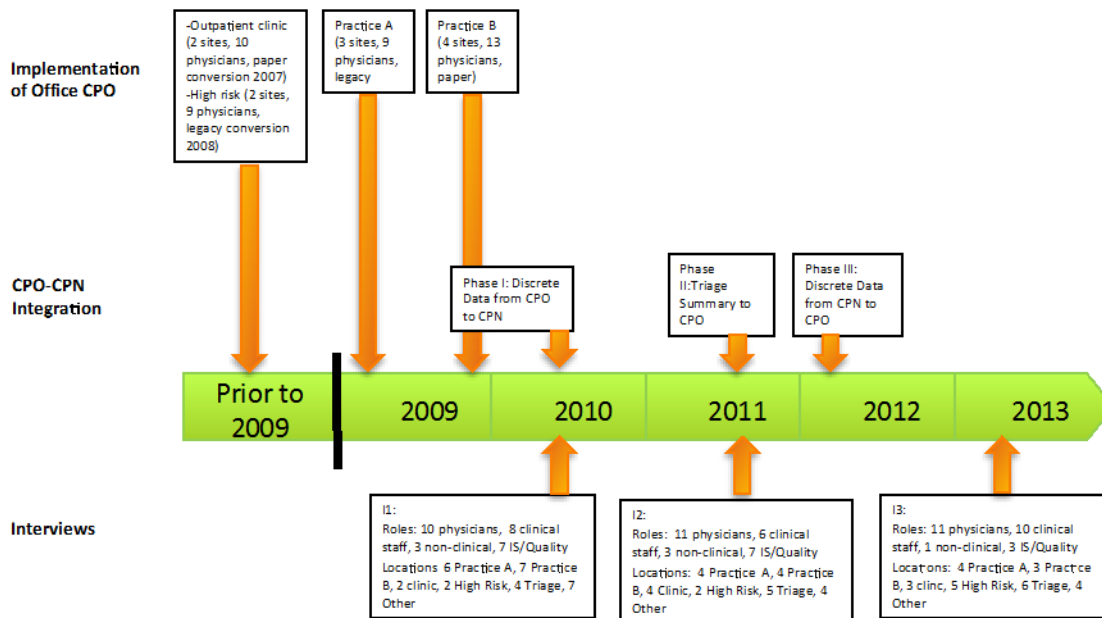 Implementation
of Office CPO
-Outpatient clinic
(2 sites, 10
physicians, paper
conversion 2007)
-High risk (2 sites,
9 physicians,
legacy conversion
2008)
Practice A
(3 sites, 9
physicians,
legacy
Practice B
(4 sites, 13
physicians,
paper)
CPO-CPN
Integration
Phase I: Discrete
Data from CPO
to CPN
Phase
II:Triage
Summary to
CPO
Phase III:
Discrete Data
from CPN to
CPO
Prior to
2009
2009
2010
2011
2012
2013
Interviews
I1:
Roles: 10 physicians, 8 clinical
staff, 3 non-clinical, 7 IS/Quality
Locations 6 Practice A, 7 Practice
B, 2 clinic, 2 High Risk, 4 Triage, 7
Other
I2:
Roles: 11 physicians, 6 clinical
staff, 3 non-clinical, 7 IS/Quality
Locations: 4 Practice A, 4 Practice
B, 4 Clinic, 2 High Risk, 5 Triage, 4
Other
I3:
Roles: 11 physicians, 10 clinical
staff, 1 non-clinical, 3 IS/Quality
Locations: 4 Practice A, 3 Practice
B, 3 clinc, 5 High Risk, 6 Triage, 4
Other